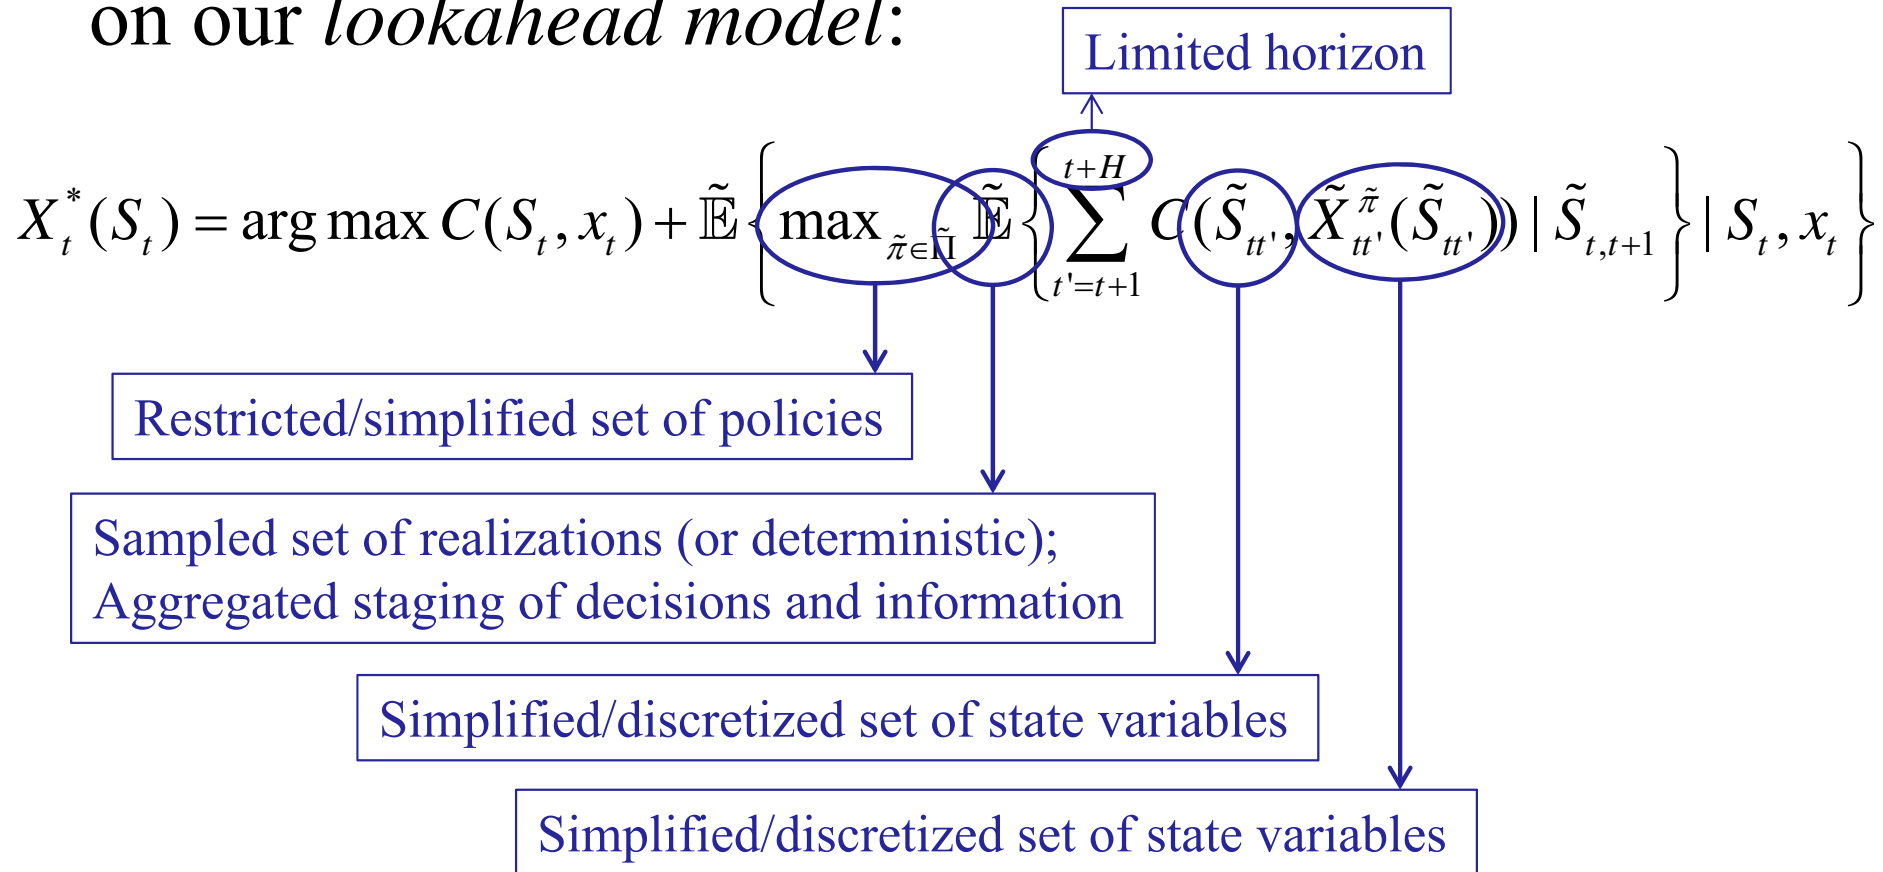 on our lookahead model:
Limited horizon
X_t^*(S_t) = arg max C(S_t, x_t) + 𝔼̃ { max_{π̃∈Π̃} 𝔼̃ { ∑_{t'=t+1}^{t+H} C(S̃_{tt'}, X̃_{tt'}^{π̃}(S̃_{tt'})) | S̃_{t,t+1} } | S_t, x_t }
Restricted/simplified set of policies
Sampled set of realizations (or deterministic);
Aggregated staging of decisions and information
Simplified/discretized set of state variables
Simplified/discretized set of state variables